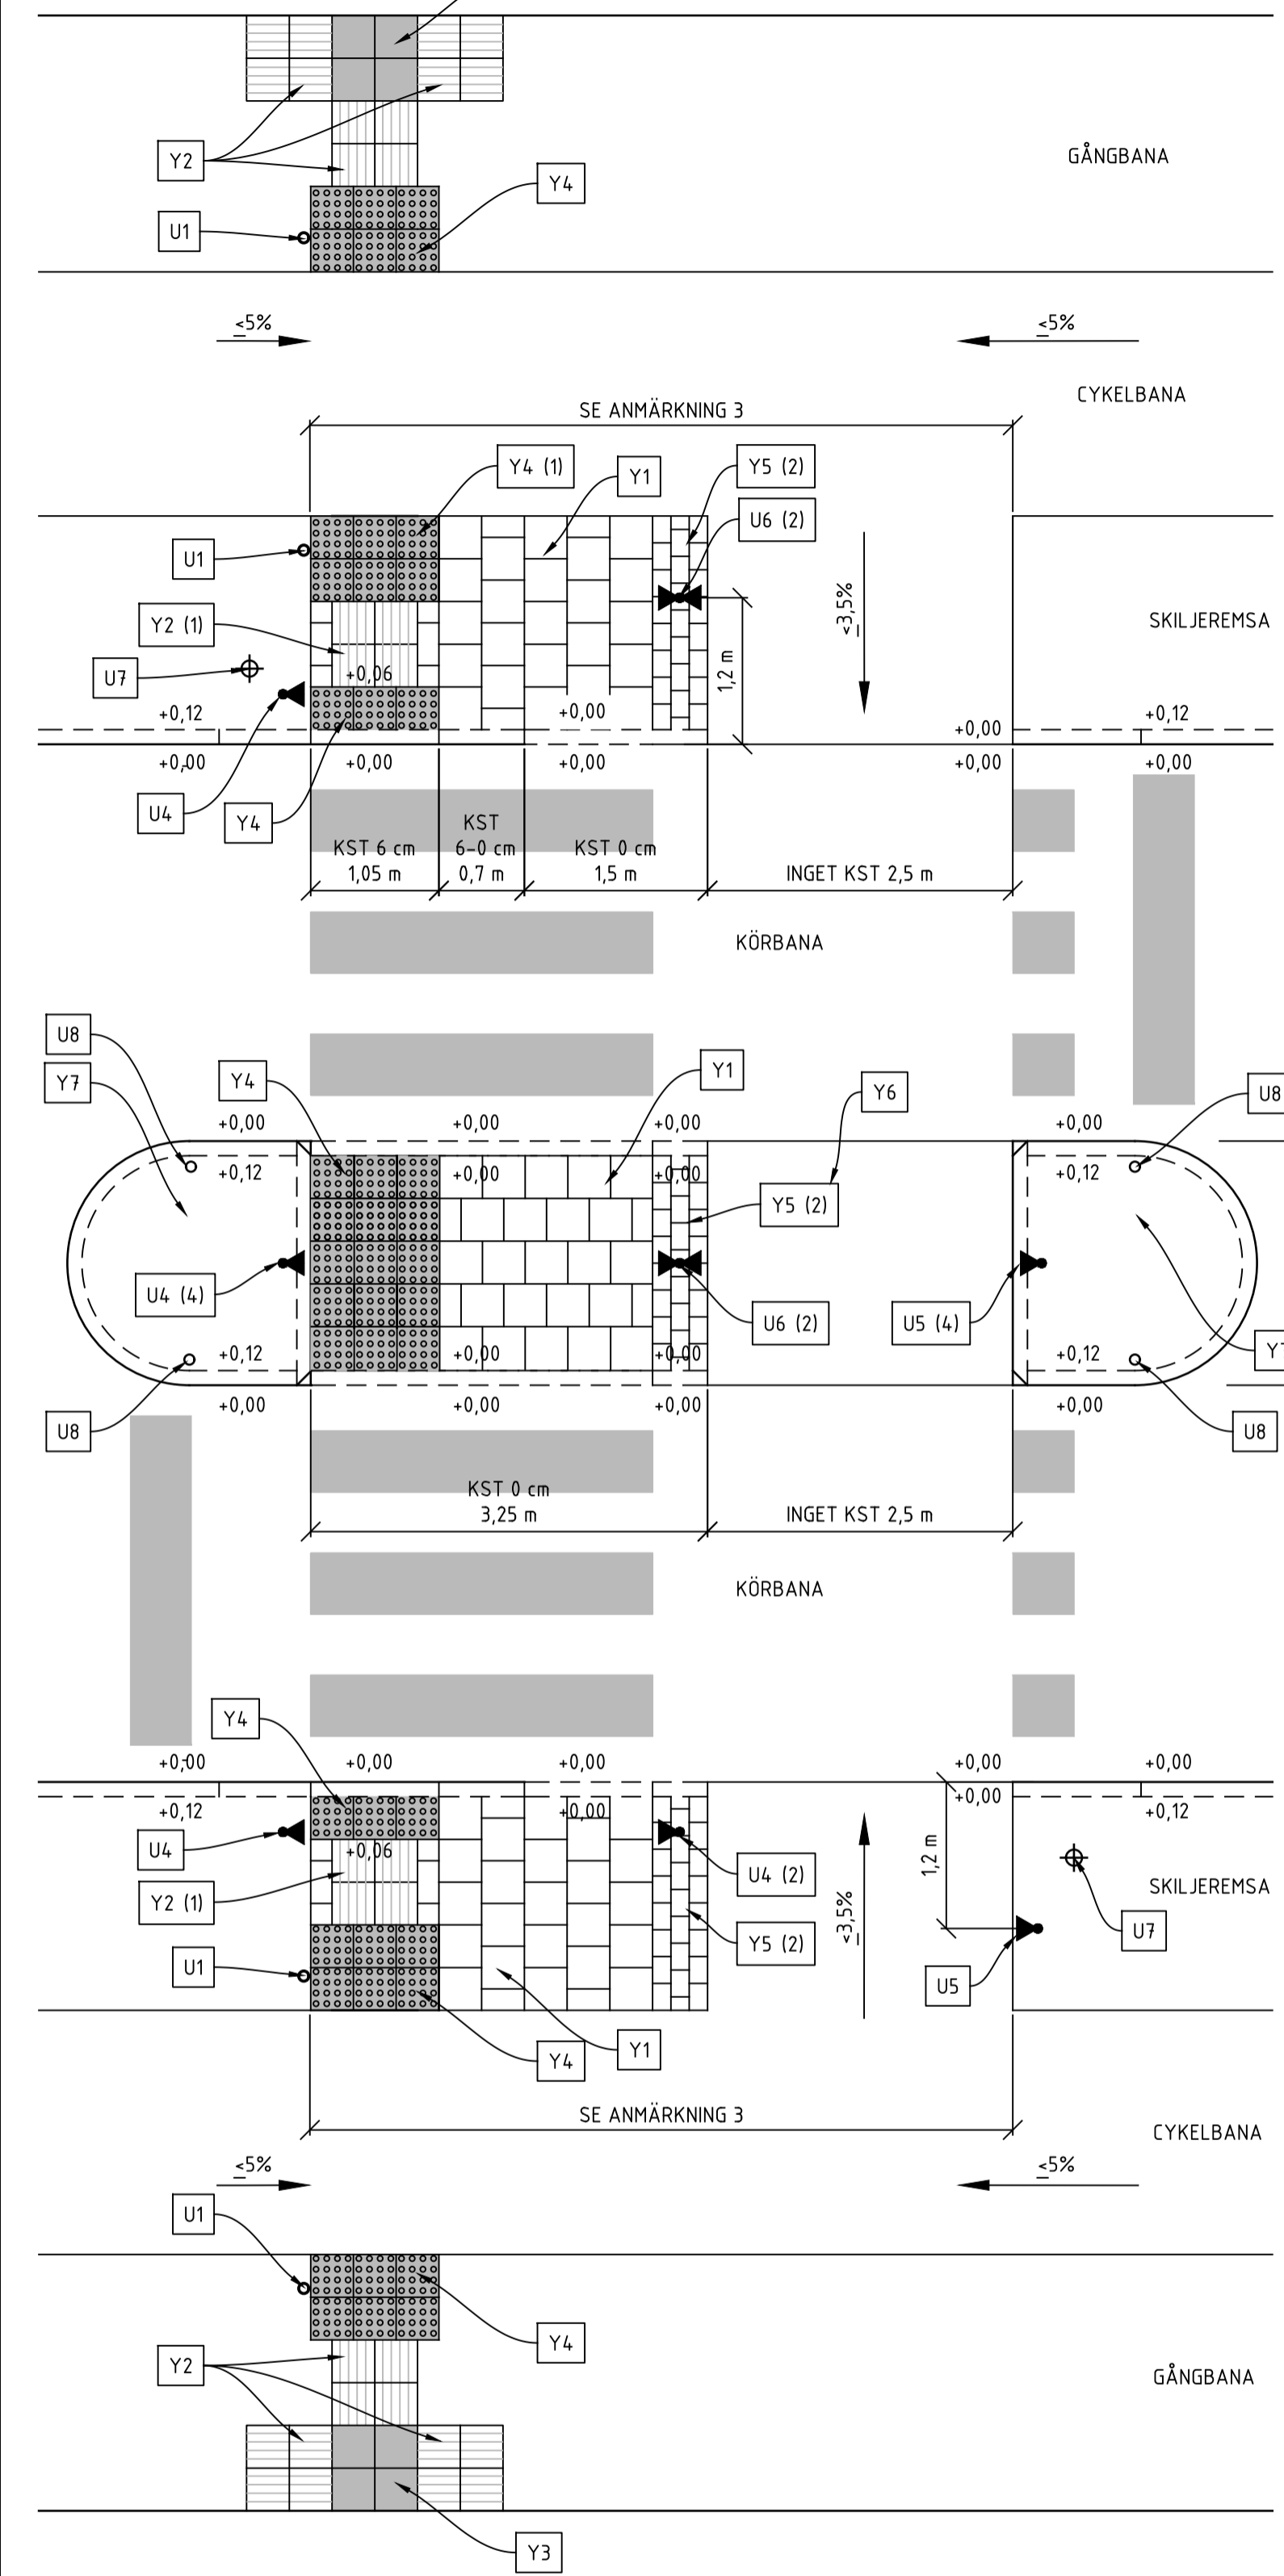 Y2
GÅNGBANA
Y4
U1
≤5%
≤5%
CYKELBANA
SE ANMÄRKNING 3
Y4 (1)
Y1
Y5 (2)
U6 (2)
U1
≤3,5%
Y2 (1)
SKILJEREMSA
U7
+0,06
1,2 m
+0,12
+0,00
+0,00
+0,12
+0,00
+0,00
+0,00
+0,00
+0,00
U4
Y4
KST 6 cm
1,05 m
KST
6-0 cm
0,7 m
KST 0 cm
1,5 m
INGET KST 2,5 m
KÖRBANA
U8
Y7
Y4
Y1
Y6
U8
+0,00
+0,00
+0,00
+0,00
+0,12
+0,00
+0,00
+0,12
Y5 (2)
U4 (4)
U6 (2)
U5 (4)
+0,12
+0,00
+0,00
+0,12
+0,00
+0,00
+0,00
+0,00
U8
U8
KST 0 cm
3,25 m
INGET KST 2,5 m
KÖRBANA
Y4
+0,00
+0,00
+0,00
+0,00
+0,00
+0,12
+0,00
+0,00
+0,12
U4
+0,06
1,2 m
U4 (2)
Y2 (1)
SKILJEREMSA
≤3,5%
Y5 (2)
U7
U1
U5
Y4
Y1
SE ANMÄRKNING 3
CYKELBANA
≤5%
≤5%
U1
Y4
Y2
GÅNGBANA
Y3